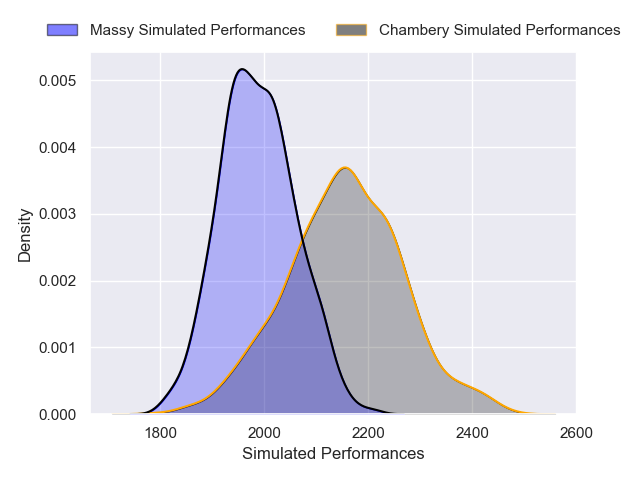 Massy Simulated Performances Chambery Simulated Performances
0.005
0.004
0.003
0.002
0.001
0.000
Density
1800 2000 2200 2400 2600
Simulated Performances